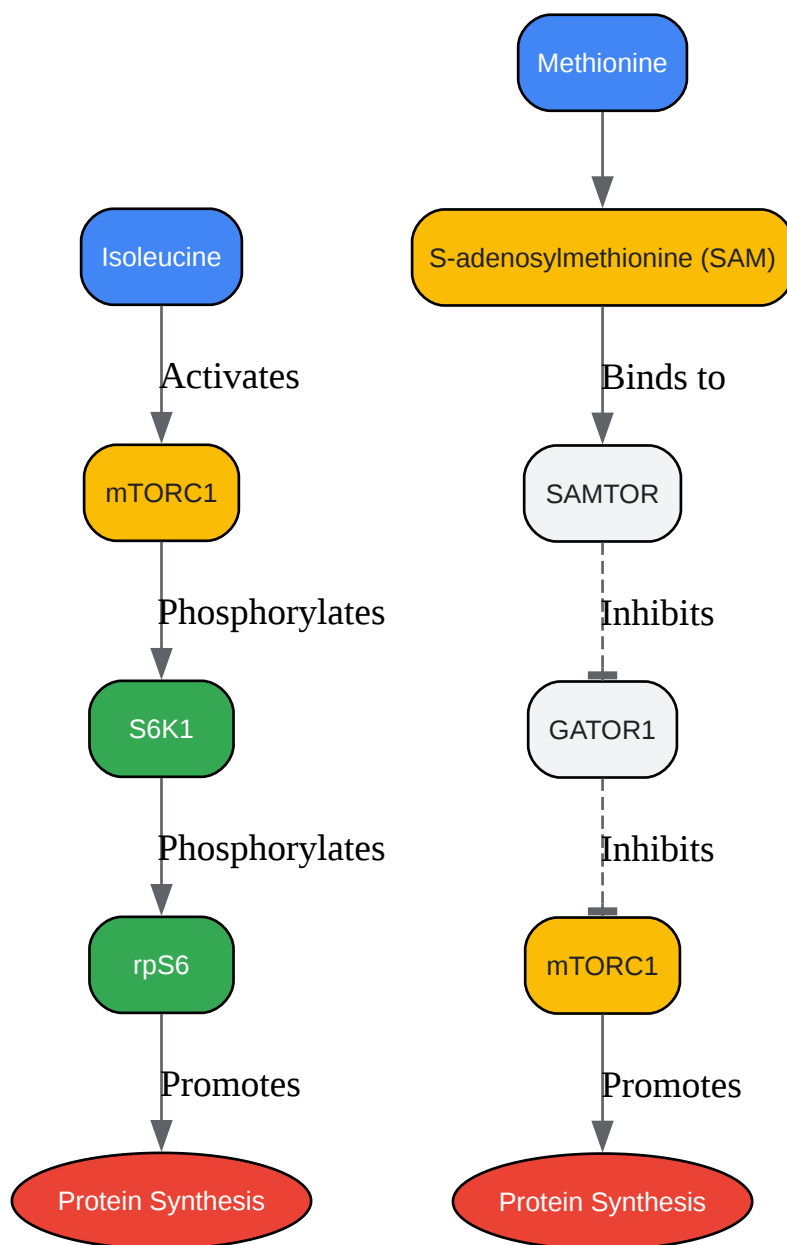 Isoleucine
Activates
mTORC1
Phosphorylates
S6K1
Phosphorylates
rpS6
Promotes
Protein Synthesis
Methionine
S-adenosylmethionine (SAM)
Binds to
SAMTOR
Inhibits
GATOR1
Inhibits
mTORC1
Promotes
Protein Synthesis